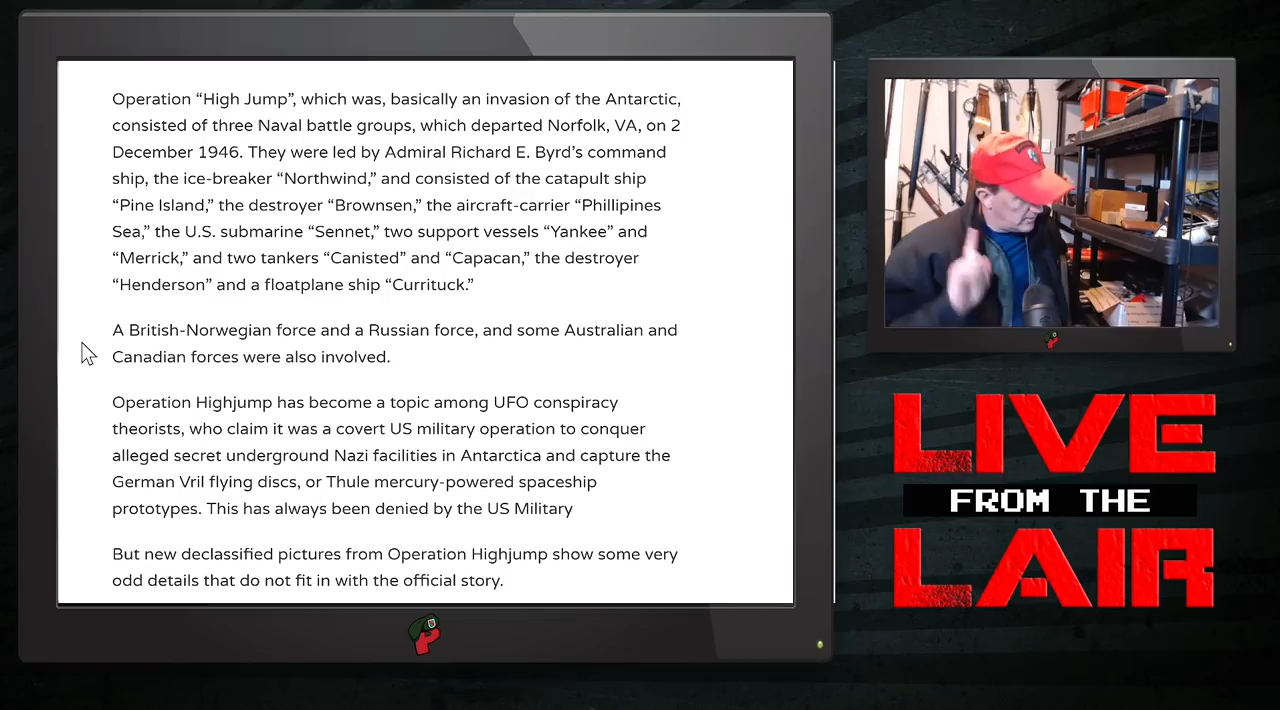 Operation “High Jump”, which was, basically an invasion of the Antarctic,
consisted of three Naval battle groups, which departed Norfolk, VA, on 2
December 1946. They were led by Admiral Richard E. Byrd’s command
ship, the ice-breaker “Northwind,” and consisted of the catapult ship
“Pine Island,” the destroyer “Brownsen,” the aircraft-carrier “Phillipines
Sea,” the U.S. submarine “Sennet,” two support vessels “Yankee” and
“Merrick,” and two tankers “Canisted” and “Capacan,” the destroyer
“Henderson” and a floatplane ship “Currituck.”
A British-Norwegian force and a Russian force, and some Australian and
Canadian forces were also involved.
Operation Highjump has become a topic among UFO conspiracy
theorists, who claim it was a covert US military operation to conquer
alleged secret underground Nazi facilities in Antarctica and capture the
German Vril flying discs, or Thule mercury-powered spaceship
prototypes. This has always been denied by the US Military
But new declassified pictures from Operation Highjump show some very
odd details that do not fit in with the official story.
LIVE
FROM THE
LAIR